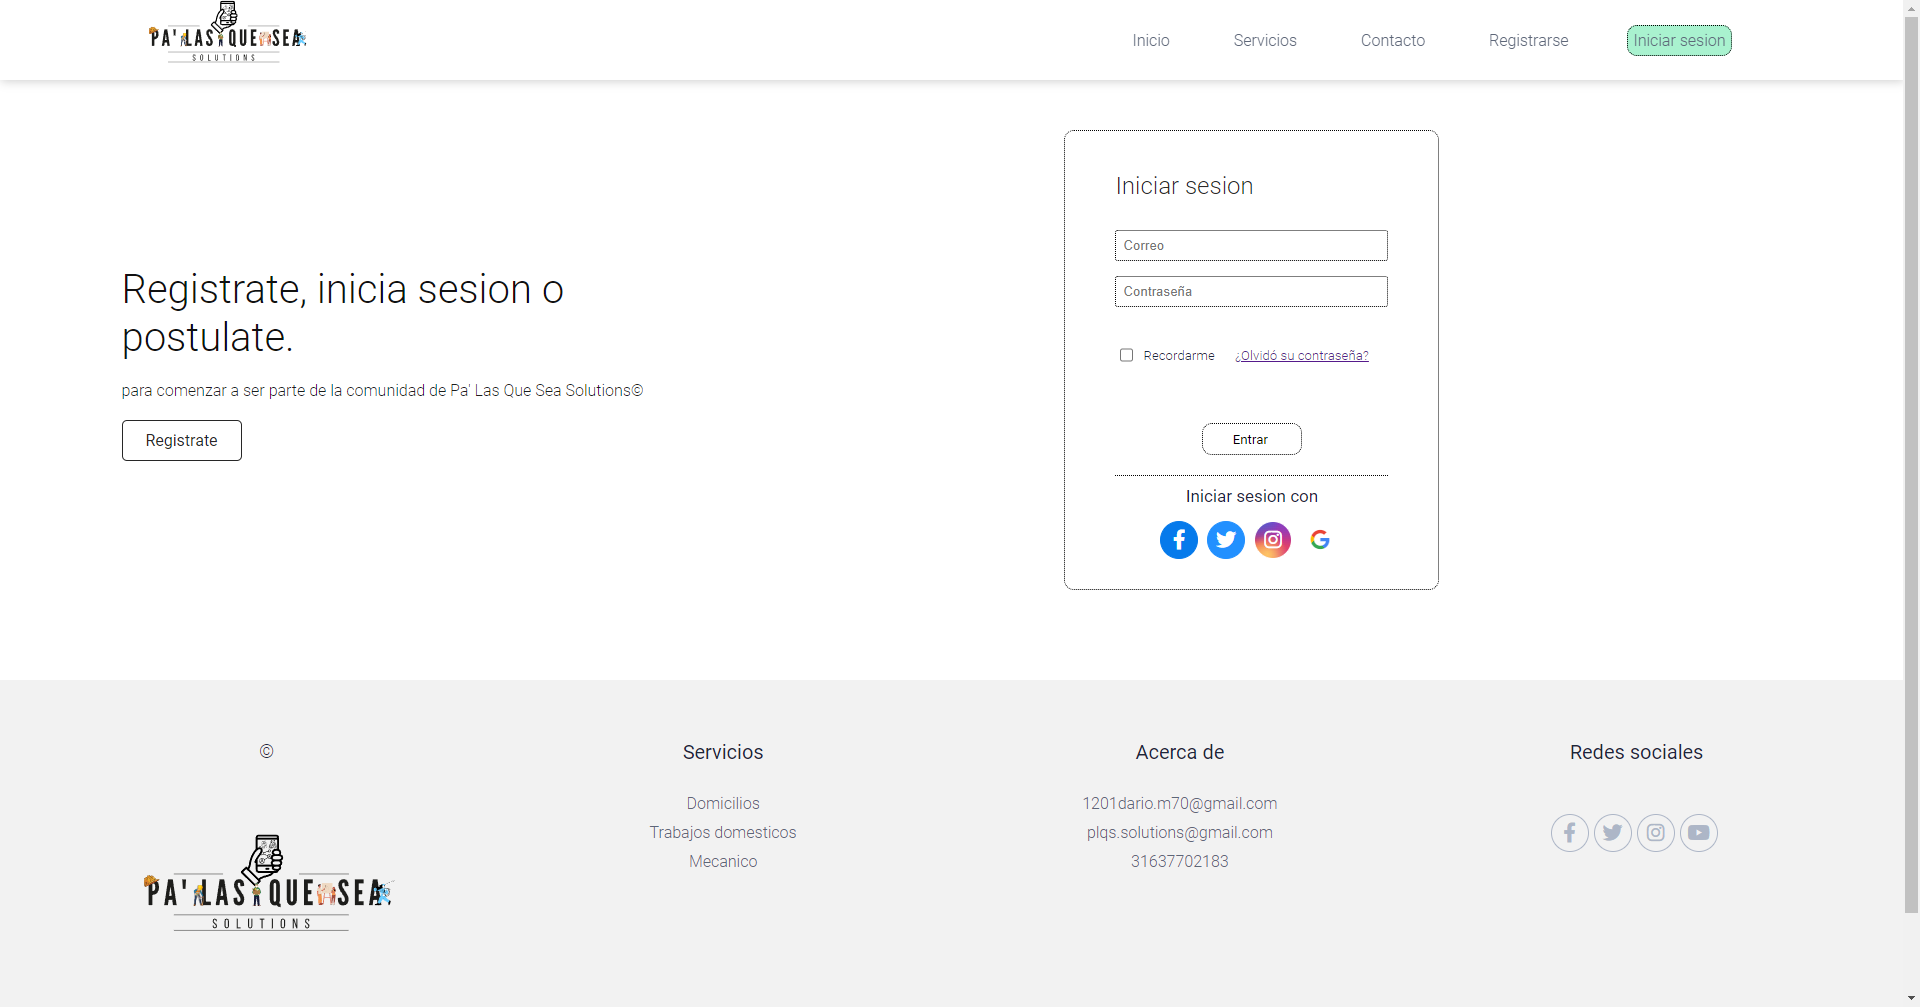 PA' LAS QUE SEA
SOLUTIONS
Inicio
Servicios
Contacto
Registrarse
Iniciar sesion
Registrate, inicia sesion o
postulate.
para comenzar a ser parte de la comunidad de Pa' Las Que Sea Solutions©
Registrate
Iniciar sesion
Correo
Contraseña
Recordarme
¿Olvidó su contraseña?
Entrar
Iniciar sesion con
©
PA' LAS QUE SEA
SOLUTIONS
Servicios
Domicilios
Trabajos domesticos
Mecanico
Acerca de
1201dario.m70@gmail.com
plqs.solutions@gmail.com
31637702183
Redes sociales